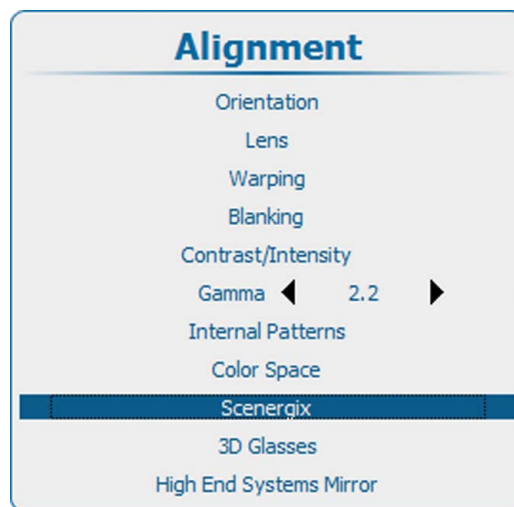 Alignment
Orientation
Lens
Warping
Blanking
Contrast/Intensity
Gamma 2.2
Internal Patterns
Color Space
Scenergix
3D Glasses
High End Systems Mirror